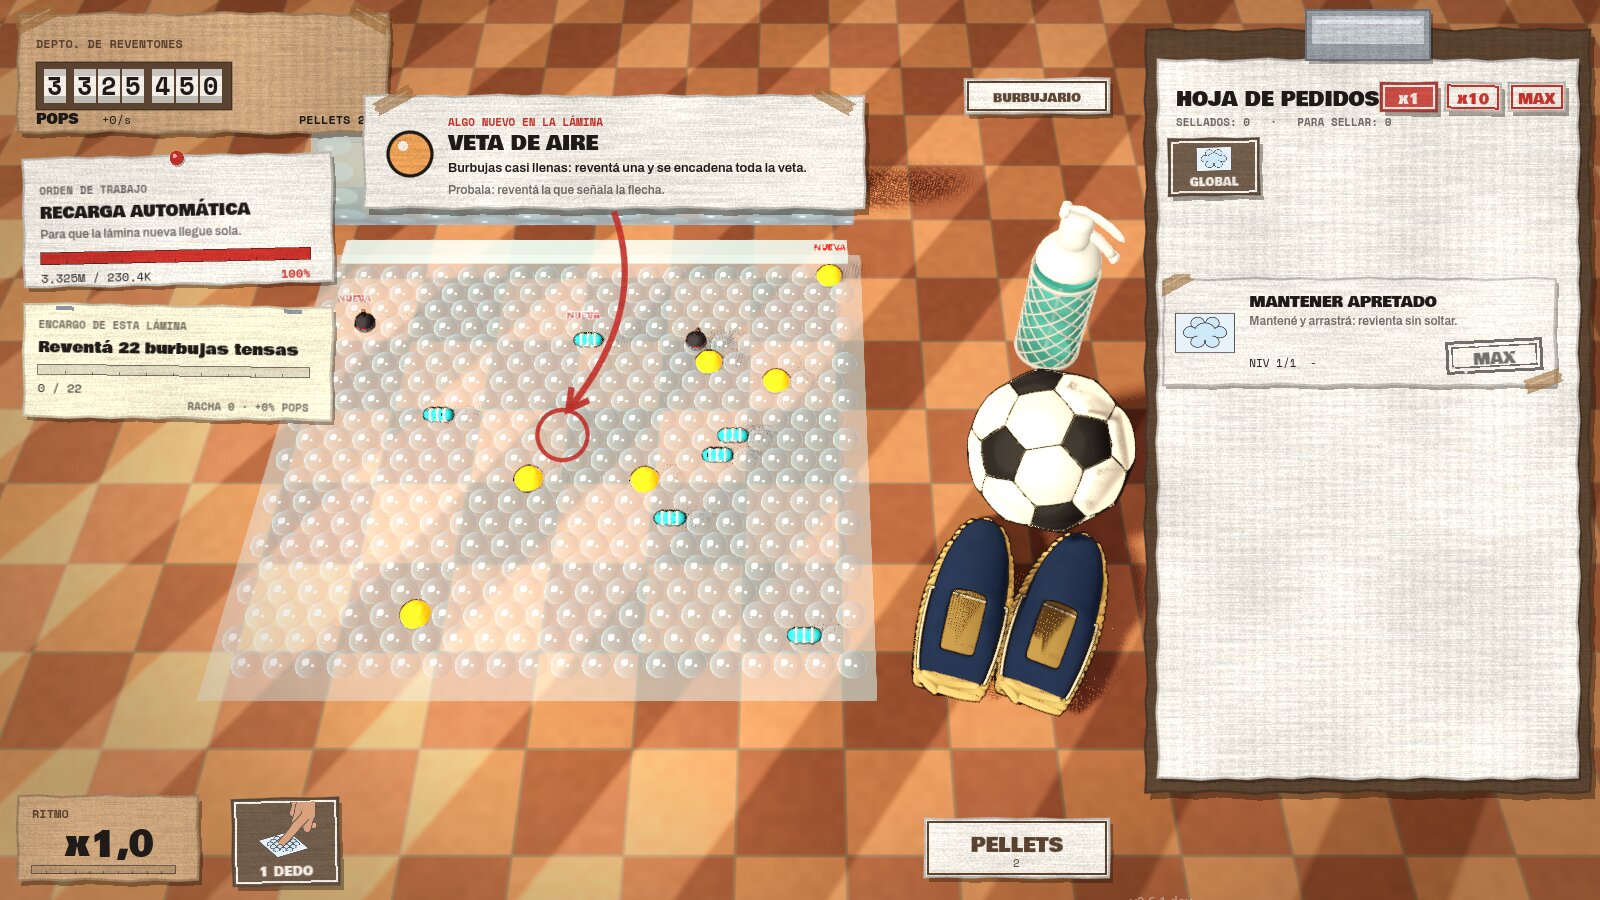 DEPTO. DE REVENTONES
3 325 450
POPS +0/s PELLETS 2
ORDEN DE TRABAJO
RECARGA AUTOMÁTICA
Para que la lámina nueva llegue sola.
3,325M / 230.4K 100%
ENCARGO DE ESTA LÁMINA
Reventá 22 burbujas tensas
0 / 22
RACHA 0 · +0% POPS
ALGO NUEVO EN LA LÁMINA
VETA DE AIRE
Burbujas casi llenas: reventá una y se encadena toda la veta.
Probala: reventá la que señala la flecha.
NUEVA
NUEVA
NUEVA
BURBUJARIO
HOJA DE PEDIDOS x1 x10 MAX
SELLADOS: 0 · PARA SELLAR: 0
GLOBAL
MANTENER APRETADO
Mantené y arrastrá: revienta sin soltar.
NIV 1/1 -
MAX
RITMO
x1,0
1 DEDO
PELLETS
2